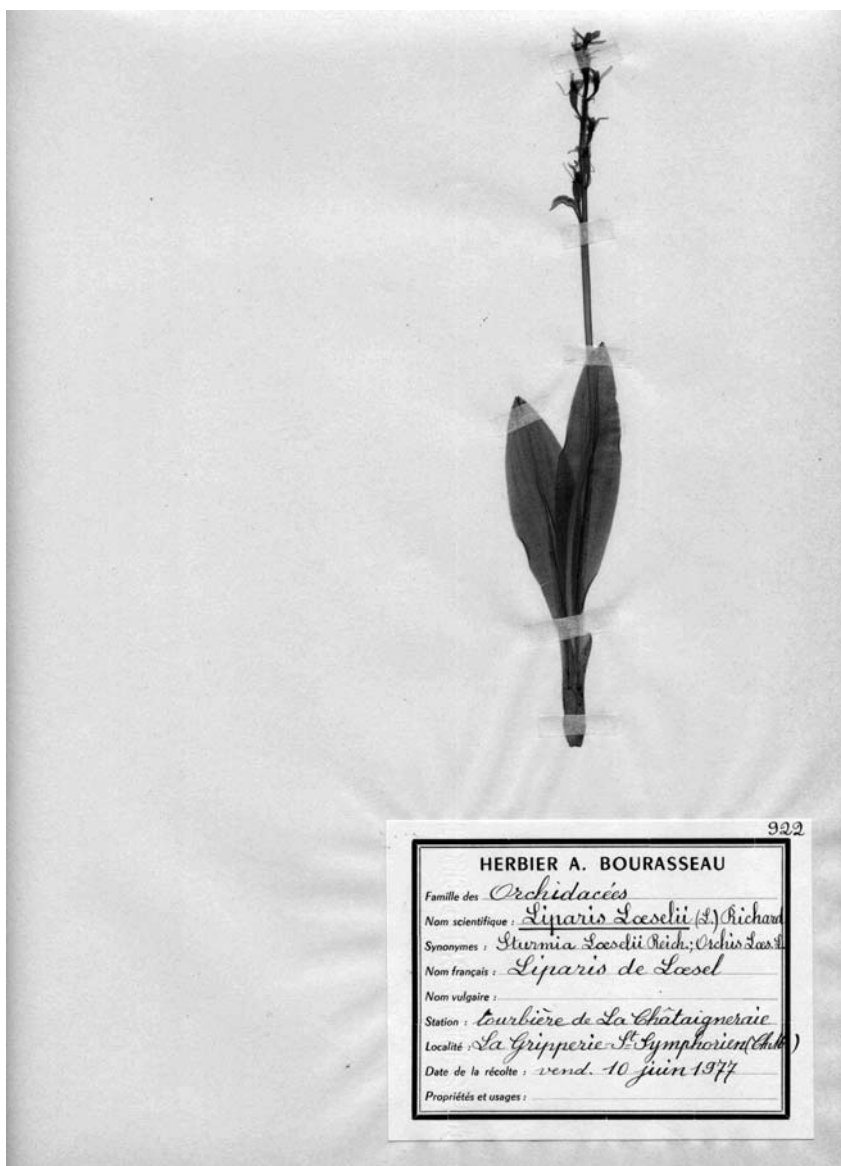 922
HERBIER A. BOURASSEAU
Famille des Orchidacées
Nom scientifique : Liparis Lœselii (L.) Richard
Synonymes : Sturmia Lœselii Reich.; Orchis Lœs. L.
Nom français : Liparis de Lœsel
Nom vulgaire :
Station : tourbière de La Châtaigneraie
Localité : La Gripperie-St Symphorien (Ch.Mme)
Date de la récolte : vend. 10 juin 1977
Propriétés et usages :